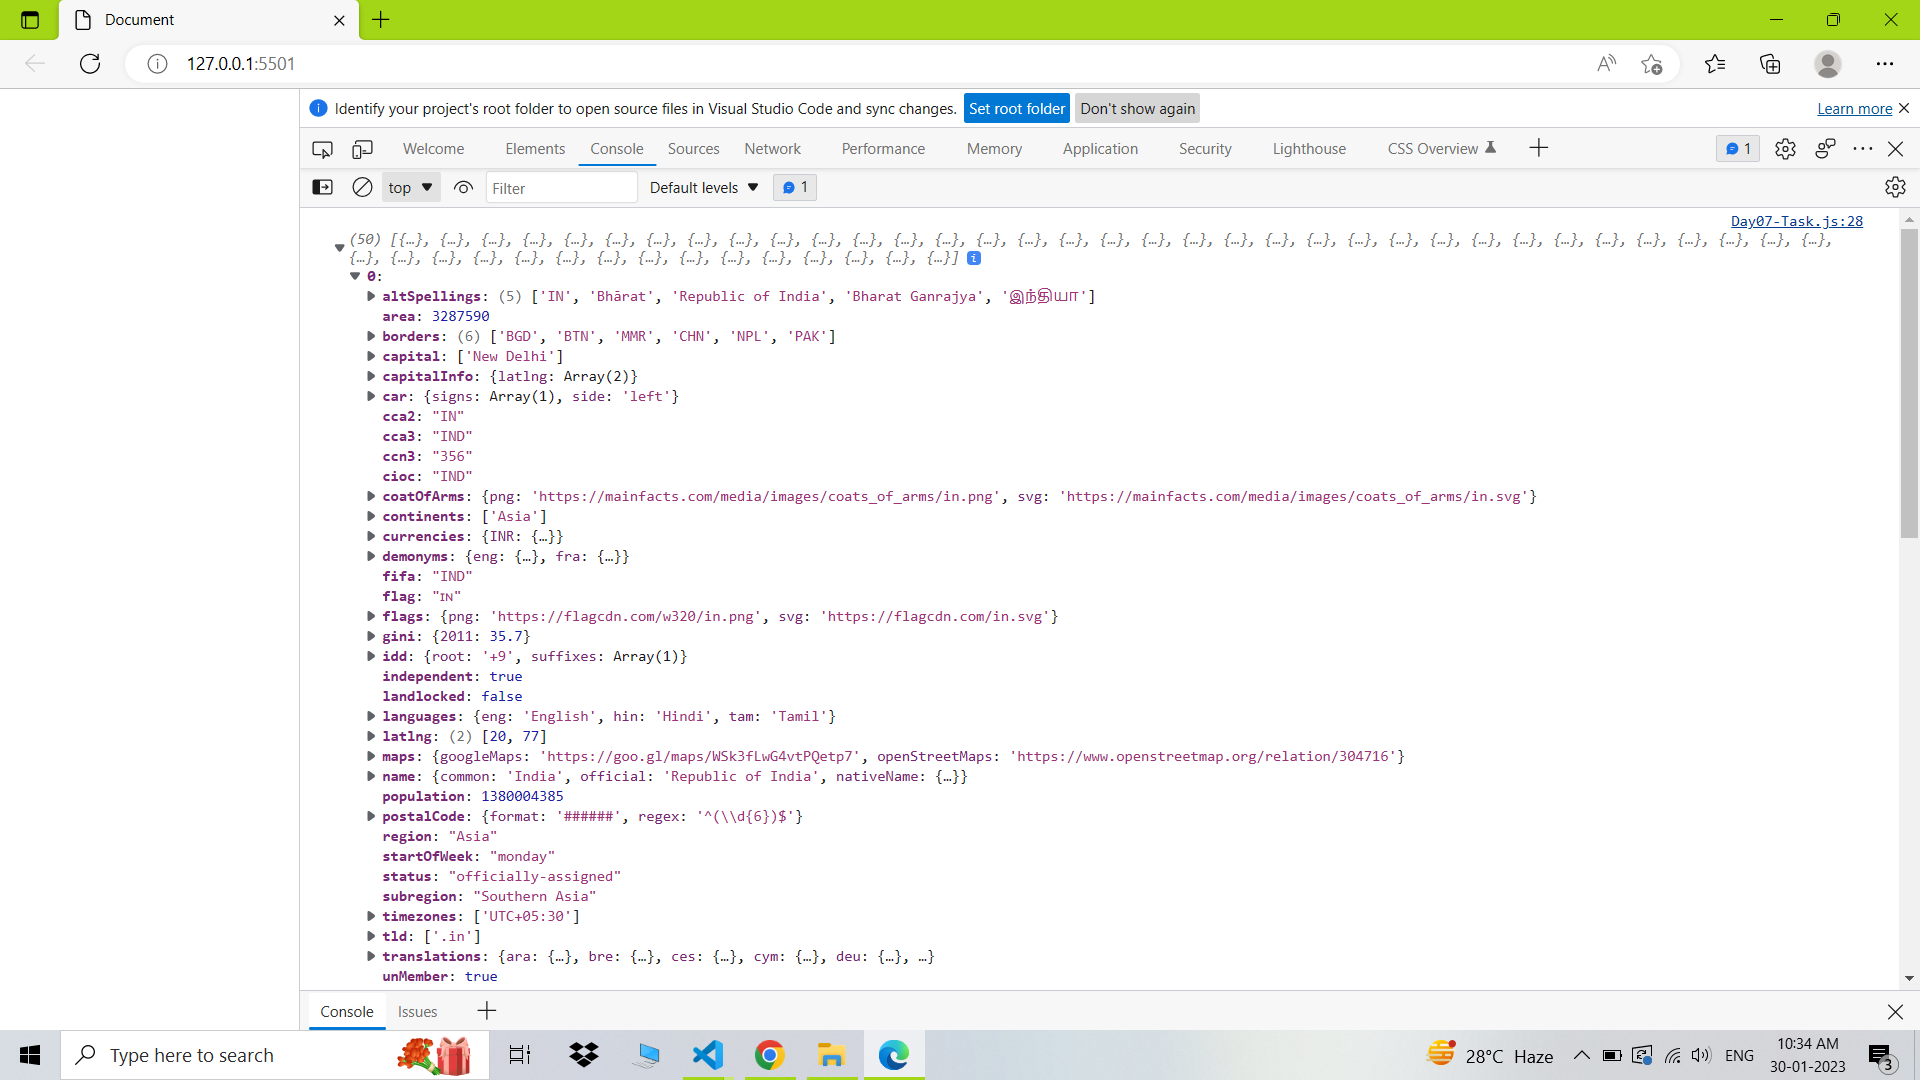 Document
127.0.0.1:5501
Identify your project's root folder to open source files in Visual Studio Code and sync changes. Set root folder Don't show again Learn more
Welcome Elements Console Sources Network Performance Memory Application Security Lighthouse CSS Overview 1
top Filter Default levels 1
Day07-Task.js:28
(50) [{…}, {…}, {…}, {…}, {…}, {…}, {…}, {…}, {…}, {…}, {…}, {…}, {…}, {…}, {…}, {…}, {…}, {…}, {…}, {…}, {…}, {…}, {…}, {…}, {…}, {…}, {…}, {…}, {…}, {…}, {…}, {…}, {…}, {…}, {…},
{…}, {…}, {…}, {…}, {…}, {…}, {…}, {…}, {…}, {…}, {…}, {…}, {…}, {…}, {…}]
0:
altSpellings: (5) ['IN', 'Bhārat', 'Republic of India', 'Bharat Ganrajya', 'இந்தியா']
area: 3287590
borders: (6) ['BGD', 'BTN', 'MMR', 'CHN', 'NPL', 'PAK']
capital: ['New Delhi']
capitalInfo: {latlng: Array(2)}
car: {signs: Array(1), side: 'left'}
cca2: "IN"
cca3: "IND"
ccn3: "356"
cioc: "IND"
coatOfArms: {png: 'https://mainfacts.com/media/images/coats_of_arms/in.png', svg: 'https://mainfacts.com/media/images/coats_of_arms/in.svg'}
continents: ['Asia']
currencies: {INR: {…}}
demonyms: {eng: {…}, fra: {…}}
fifa: "IND"
flag: "🇮🇳"
flags: {png: 'https://flagcdn.com/w320/in.png', svg: 'https://flagcdn.com/in.svg'}
gini: {2011: 35.7}
idd: {root: '+9', suffixes: Array(1)}
independent: true
landlocked: false
languages: {eng: 'English', hin: 'Hindi', tam: 'Tamil'}
latlng: (2) [20, 77]
maps: {googleMaps: 'https://goo.gl/maps/WSk3fLwG4vtPQetp7', openStreetMaps: 'https://www.openstreetmap.org/relation/304716'}
name: {common: 'India', official: 'Republic of India', nativeName: {…}}
population: 1380004385
postalCode: {format: '######', regex: '^(\\d{6})$'}
region: "Asia"
startOfWeek: "monday"
status: "officially-assigned"
subregion: "Southern Asia"
timezones: ['UTC+05:30']
tld: ['.in']
translations: {ara: {…}, bre: {…}, ces: {…}, cym: {…}, deu: {…}, …}
unMember: true
Console Issues
Type here to search 28°C Haze ENG 10:34 AM
30-01-2023 3